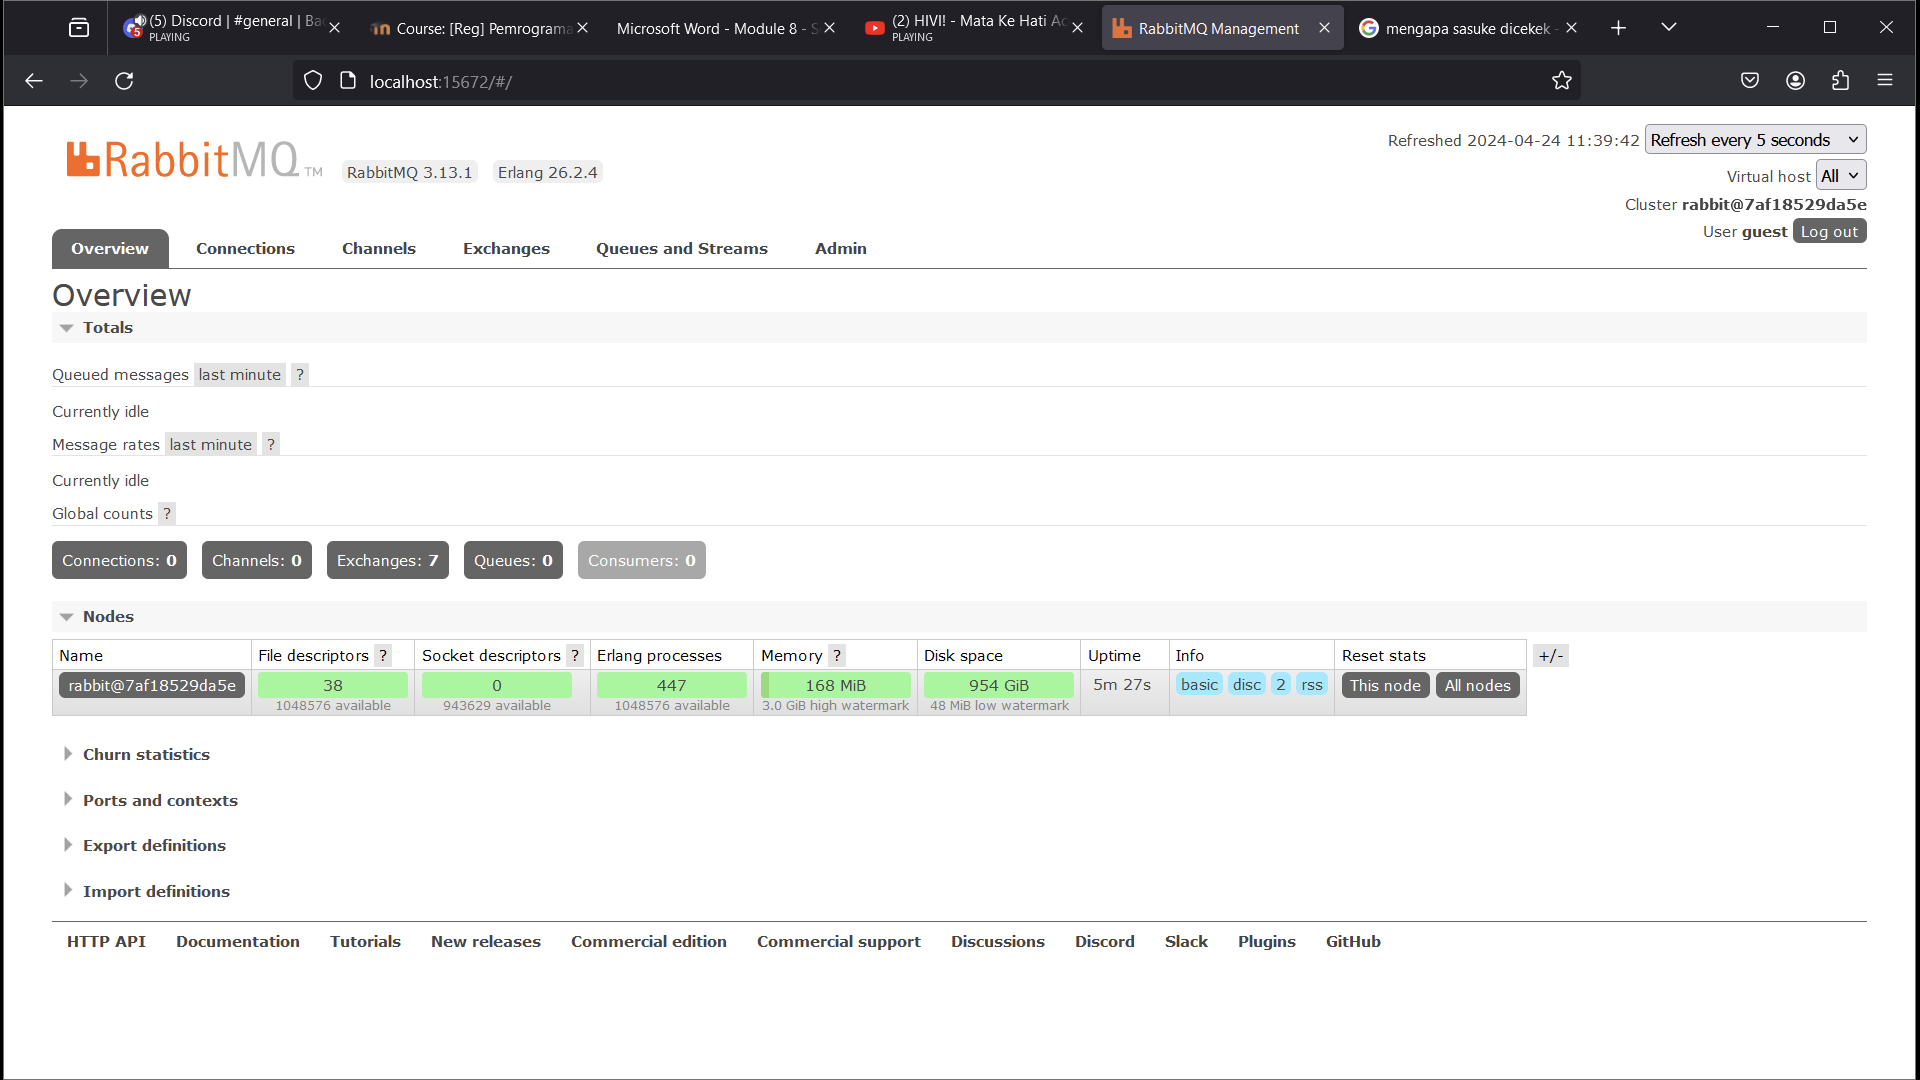 (5) Discord | #general | Ba
PLAYING
Course: [Reg] Pemrograma
Microsoft Word - Module 8 - S
(2) HIVI! - Mata Ke Hati Ac
PLAYING
RabbitMQ Management
mengapa sasuke dicekek -
localhost:15672/#/
RabbitMQ TM
RabbitMQ 3.13.1
Erlang 26.2.4
Refreshed 2024-04-24 11:39:42 Refresh every 5 seconds
Virtual host All
Cluster rabbit@7af18529da5e
User guest Log out
Overview Connections Channels Exchanges Queues and Streams Admin
Overview
Totals
Queued messages last minute ?
Currently idle
Message rates last minute ?
Currently idle
Global counts ?
Connections: 0 Channels: 0 Exchanges: 7 Queues: 0 Consumers: 0
Nodes
Name File descriptors ? Socket descriptors ? Erlang processes Memory ? Disk space Uptime Info Reset stats +/-
rabbit@7af18529da5e 38 0 447 168 MiB 954 GiB 5m 27s basic disc 2 rss This node All nodes
1048576 available 943629 available 1048576 available 3.0 GiB high watermark 48 MiB low watermark
Churn statistics
Ports and contexts
Export definitions
Import definitions
HTTP API Documentation Tutorials New releases Commercial edition Commercial support Discussions Discord Slack Plugins GitHub